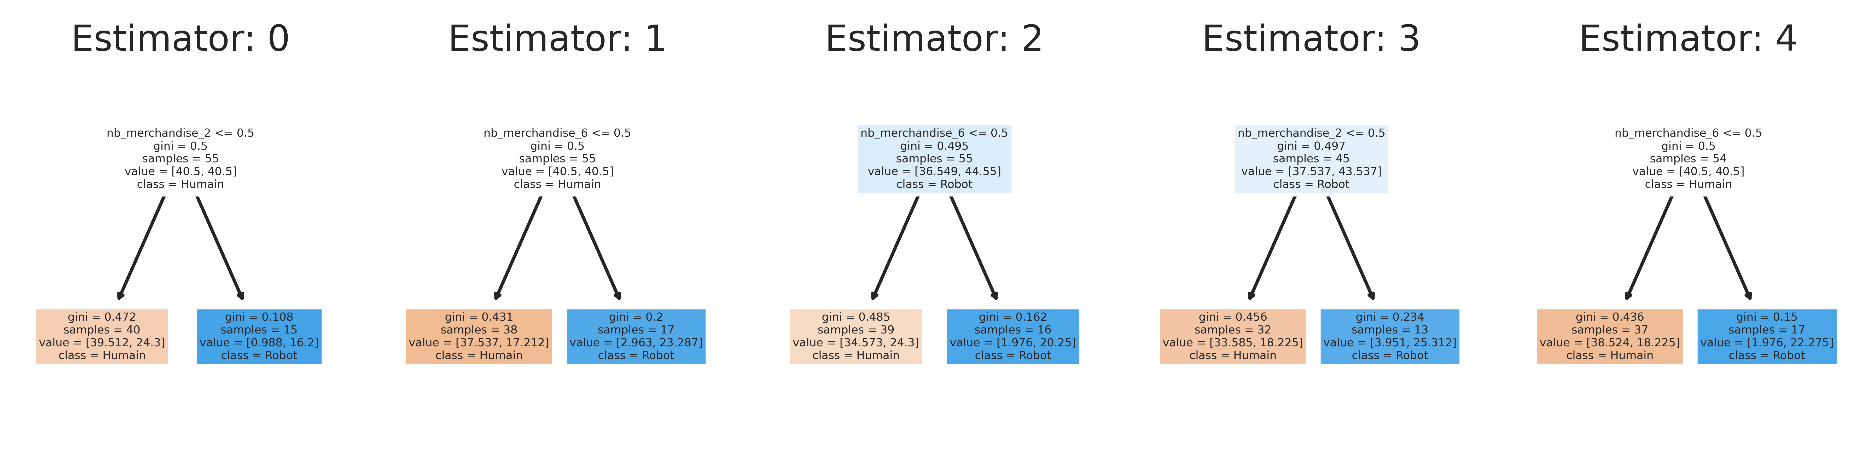 Estimator: 0
nb_merchandise_2 <= 0.5
gini = 0.5
samples = 55
value = [40.5, 40.5]
class = Humain
gini = 0.472
samples = 40
value = [39.512, 24.3]
class = Humain
gini = 0.108
samples = 15
value = [0.988, 16.2]
class = Robot
Estimator: 1
nb_merchandise_6 <= 0.5
gini = 0.5
samples = 55
value = [40.5, 40.5]
class = Humain
gini = 0.431
samples = 38
value = [37.537, 17.212]
class = Humain
gini = 0.2
samples = 17
value = [2.963, 23.287]
class = Robot
Estimator: 2
nb_merchandise_6 <= 0.5
gini = 0.495
samples = 55
value = [36.549, 44.55]
class = Robot
gini = 0.485
samples = 39
value = [34.573, 24.3]
class = Humain
gini = 0.162
samples = 16
value = [1.976, 20.25]
class = Robot
Estimator: 3
nb_merchandise_2 <= 0.5
gini = 0.497
samples = 45
value = [37.537, 43.537]
class = Robot
gini = 0.456
samples = 32
value = [33.585, 18.225]
class = Humain
gini = 0.234
samples = 13
value = [3.951, 25.312]
class = Robot
Estimator: 4
nb_merchandise_6 <= 0.5
gini = 0.5
samples = 54
value = [40.5, 40.5]
class = Humain
gini = 0.436
samples = 37
value = [38.524, 18.225]
class = Humain
gini = 0.15
samples = 17
value = [1.976, 22.275]
class = Robot